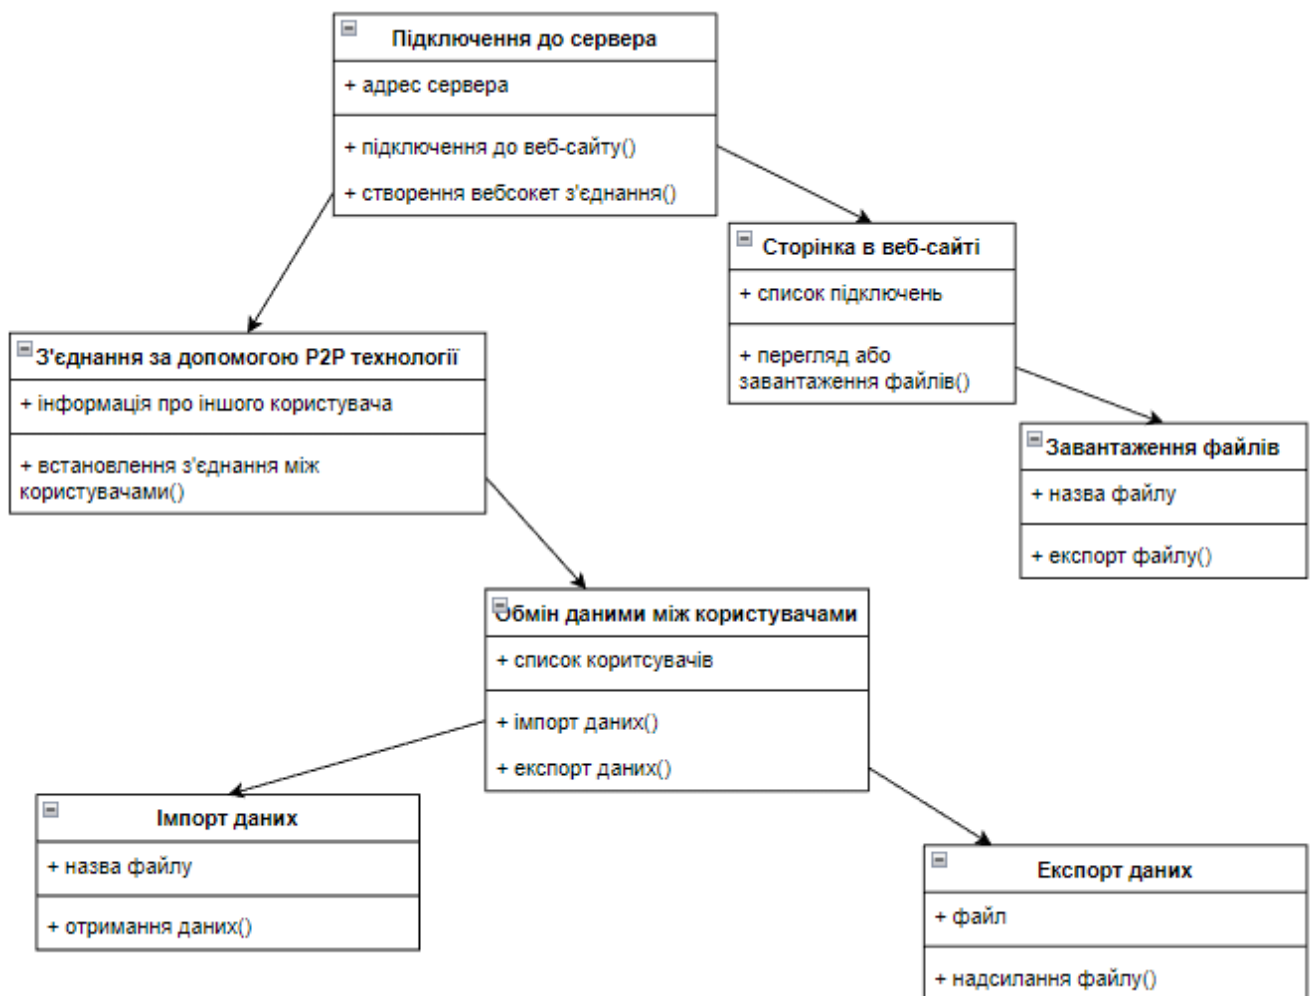 Підключення до сервера
+ адрес сервера
+ підключення до веб-сайту()
+ створення вебсокет з'єднання()
Сторінка в веб-сайті
+ список підключень
+ перегляд або
завантаження файлів()
З'єднання за допомогою P2P технології
+ інформація про іншого користувача
+ встановлення з'єднання між
користувачами()
Завантаження файлів
+ назва файлу
+ експорт файлу()
Обмін даними між користувачами
+ список коритсувачів
+ імпорт даних()
+ експорт даних()
Імпорт даних
+ назва файлу
+ отримання даних()
Експорт даних
+ файл
+ надсилання файлу()